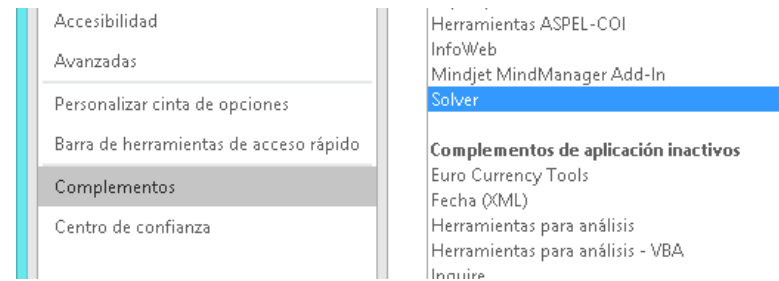 Accesibilidad
Avanzadas
Personalizar cinta de opciones
Barra de herramientas de acceso rápido
Complementos
Centro de confianza
Herramientas ASPEL-COI
InfoWeb
Mindjet MindManager Add-In
Solver
Complementos de aplicación inactivos
Euro Currency Tools
Fecha (XML)
Herramientas para análisis
Herramientas para análisis - VBA
Inquire